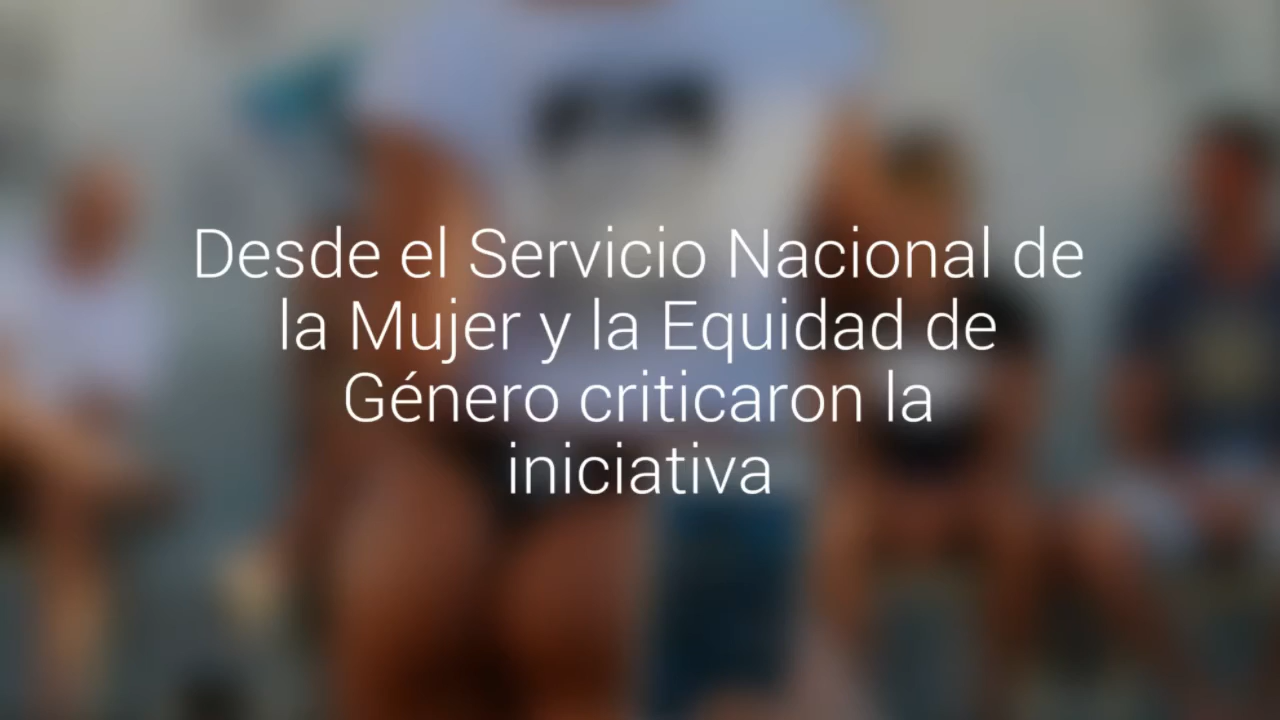 Desde el Servicio Nacional de
la Mujer y la Equidad de
Género criticaron la
iniciativa